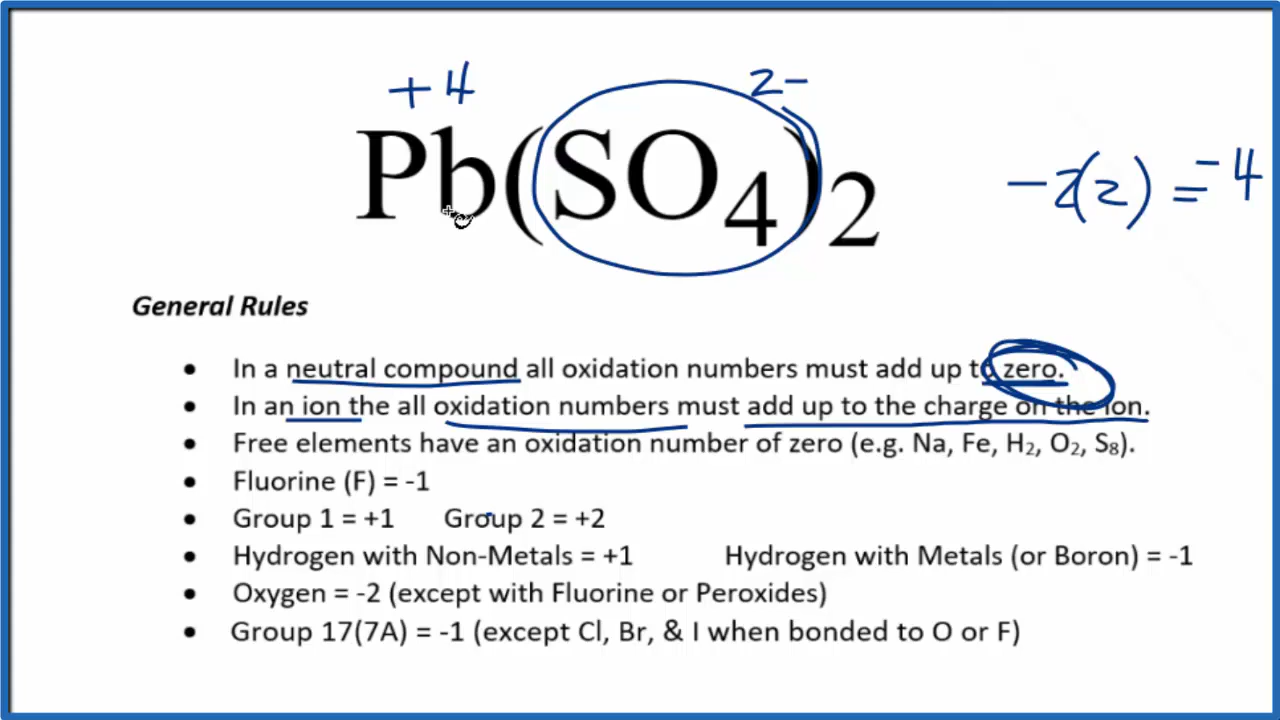 +4 2-
Pb(SO₄)₂
-2(2) = -4
General Rules
• In a neutral compound all oxidation numbers must add up to zero.
• In an ion the all oxidation numbers must add up to the charge on the ion.
• Free elements have an oxidation number of zero (e.g. Na, Fe, H₂, O₂, S₈).
• Fluorine (F) = -1
• Group 1 = +1 Group 2 = +2
• Hydrogen with Non-Metals = +1 Hydrogen with Metals (or Boron) = -1
• Oxygen = -2 (except with Fluorine or Peroxides)
• Group 17(7A) = -1 (except Cl, Br, & I when bonded to O or F)